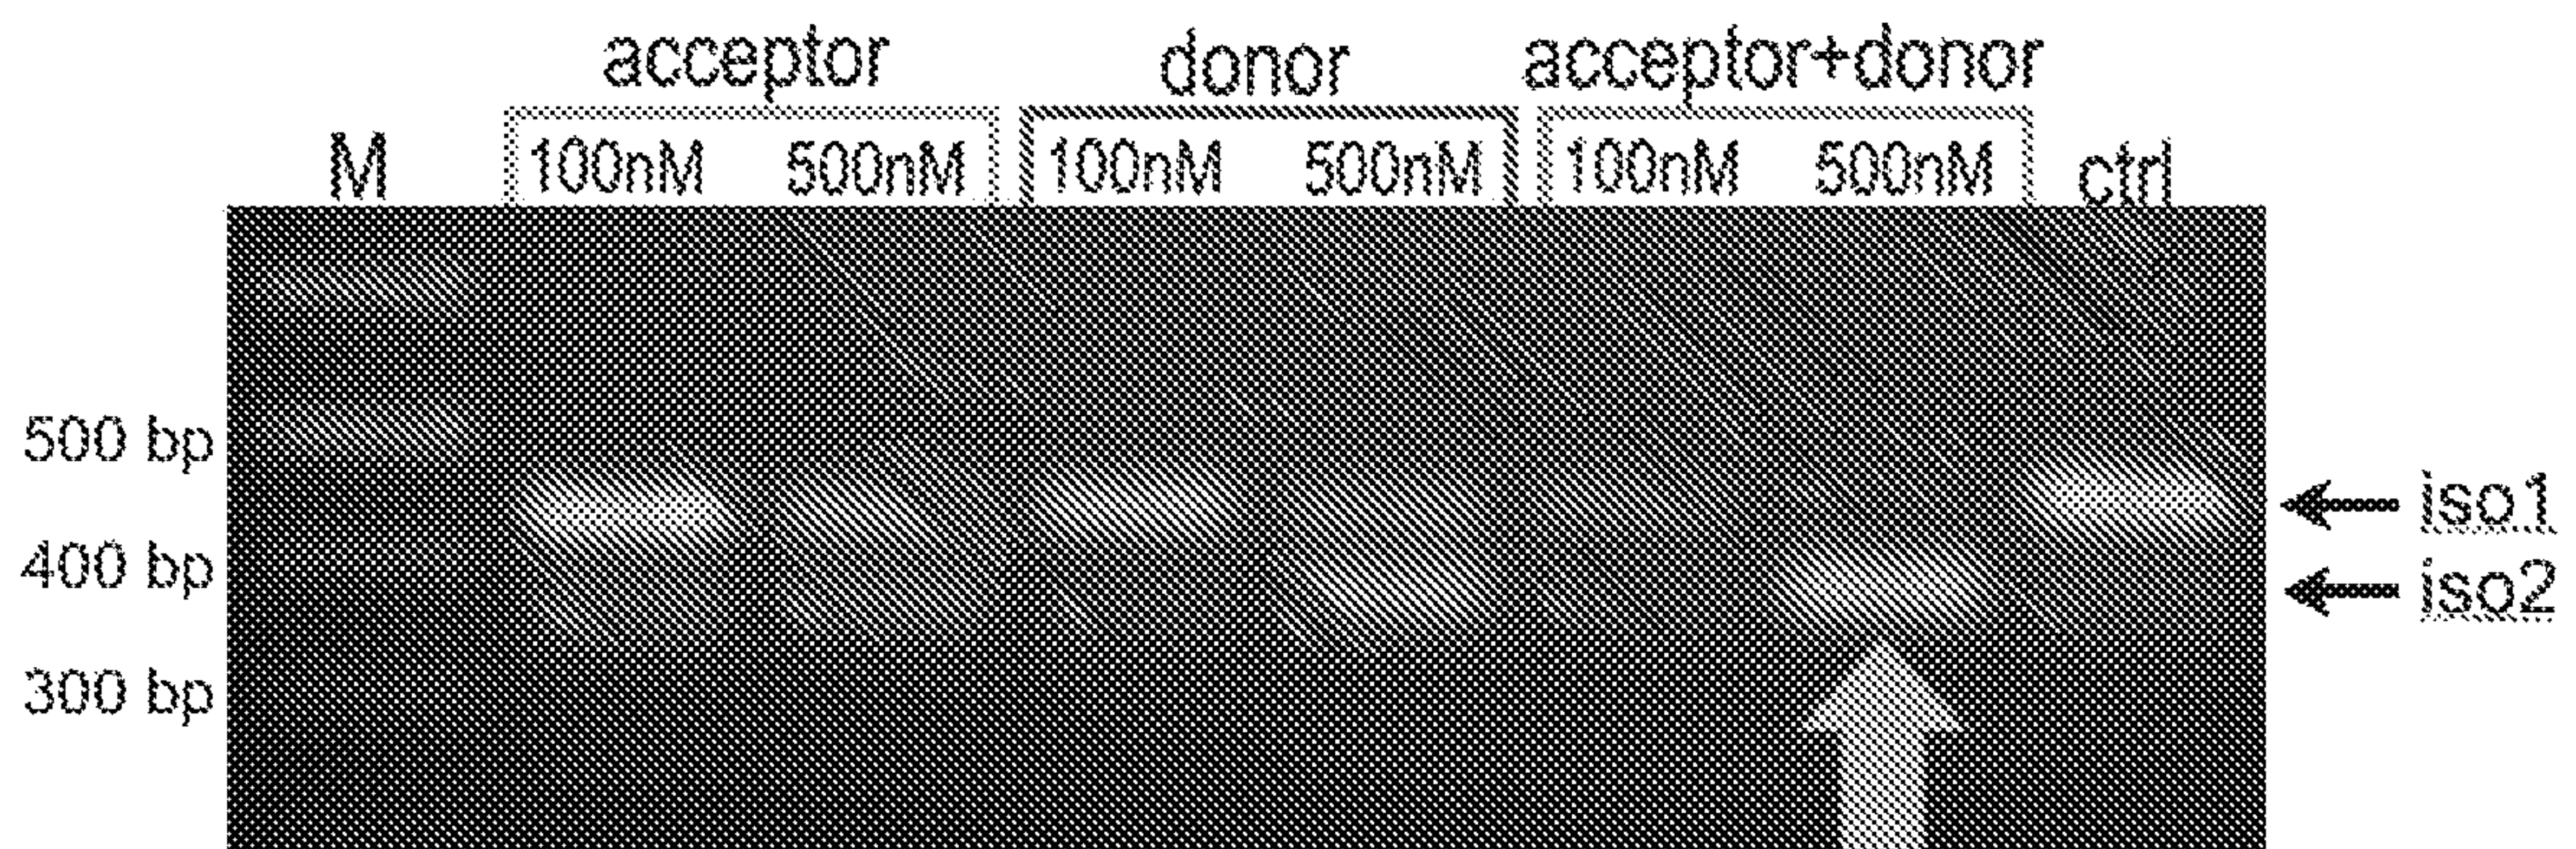 acceptor donor acceptor+donor
M 100nM 500nM 100nM 500nM 100nM 500nM ctrl
500 bp
iso1
400 bp
iso2
300 bp